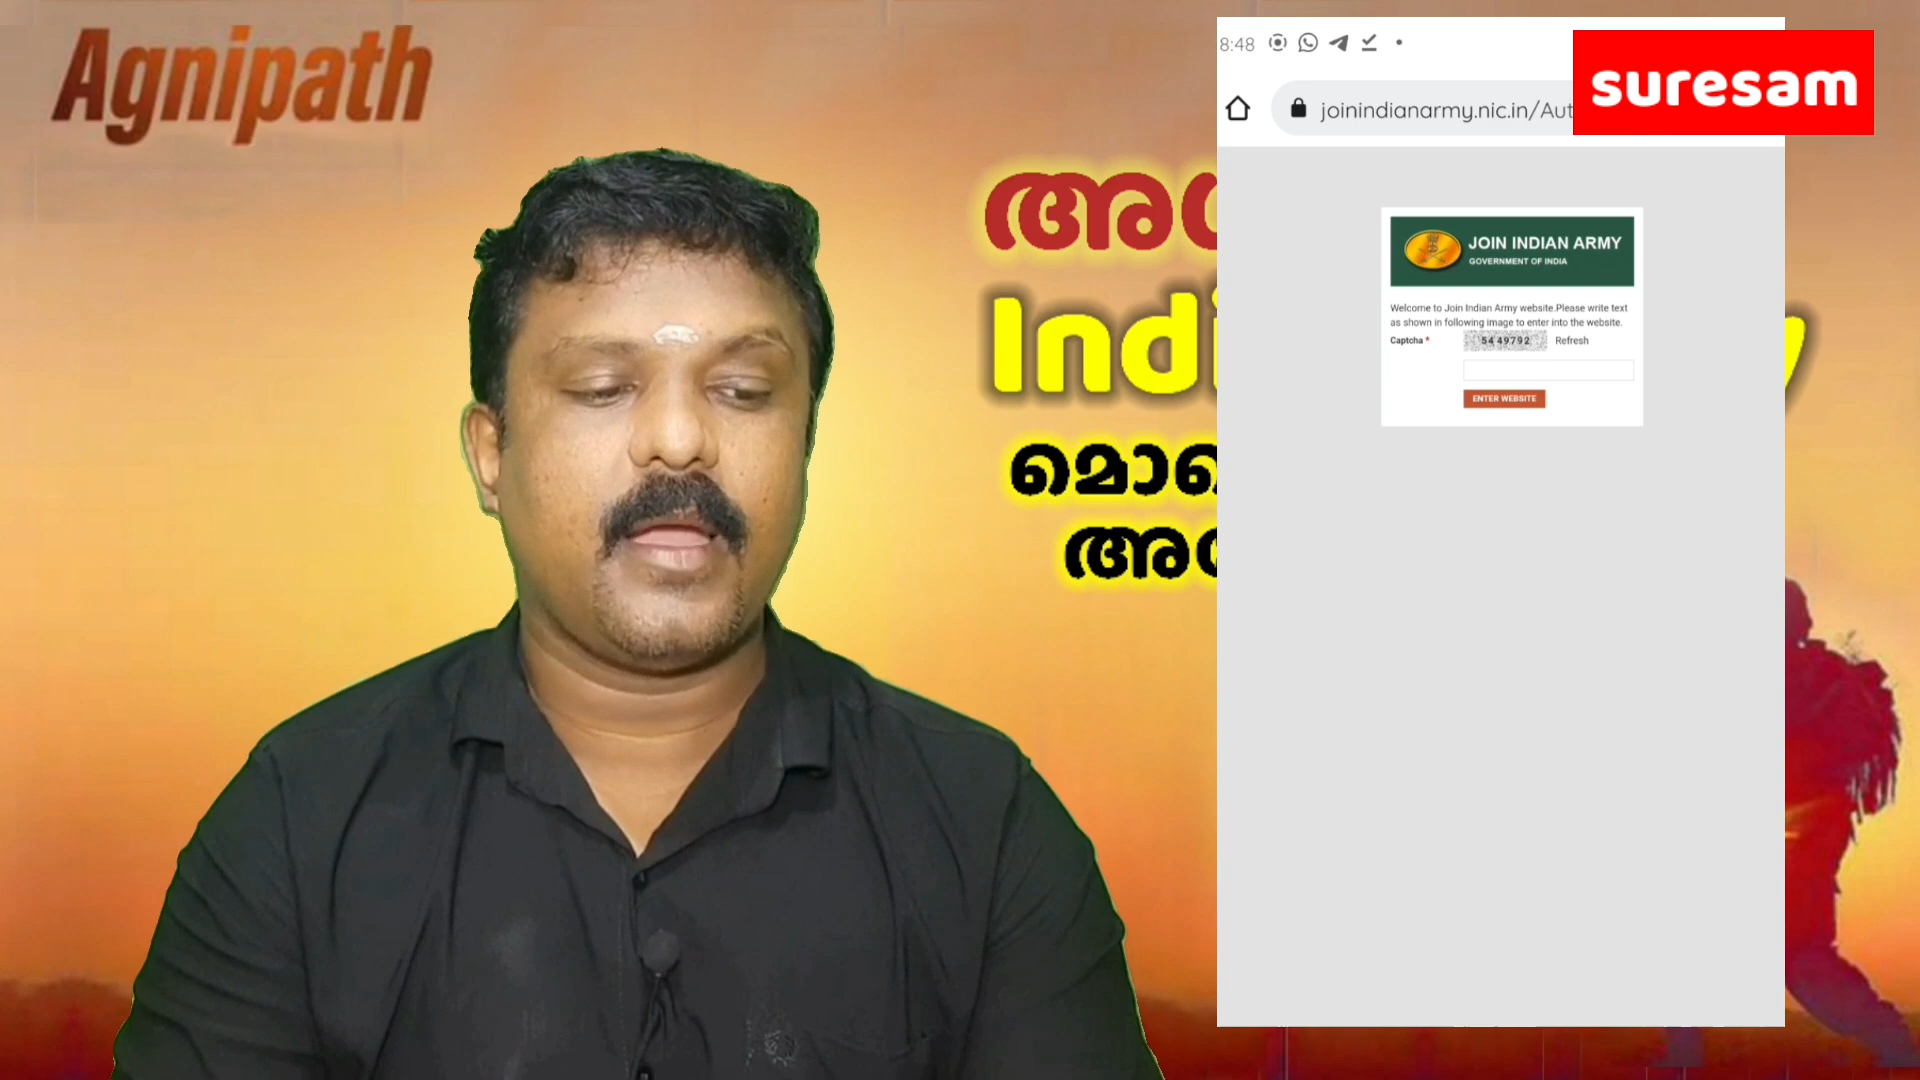 Agnipath
8:48
joinindianarmy.nic.in/Aut
suresam
JOIN INDIAN ARMY
GOVERNMENT OF INDIA
Welcome to Join Indian Army website.Please write text
as shown in following image to enter into the website.
Captcha * 5449792 Refresh
ENTER WEBSITE
Indi